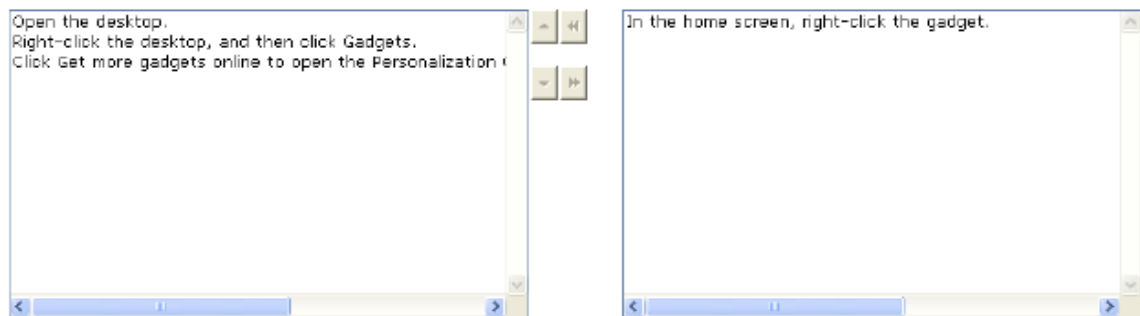 Open the desktop.
Right-click the desktop, and then click Gadgets.
Click Get more gadgets online to open the Personalization
In the home screen, right-click the gadget.